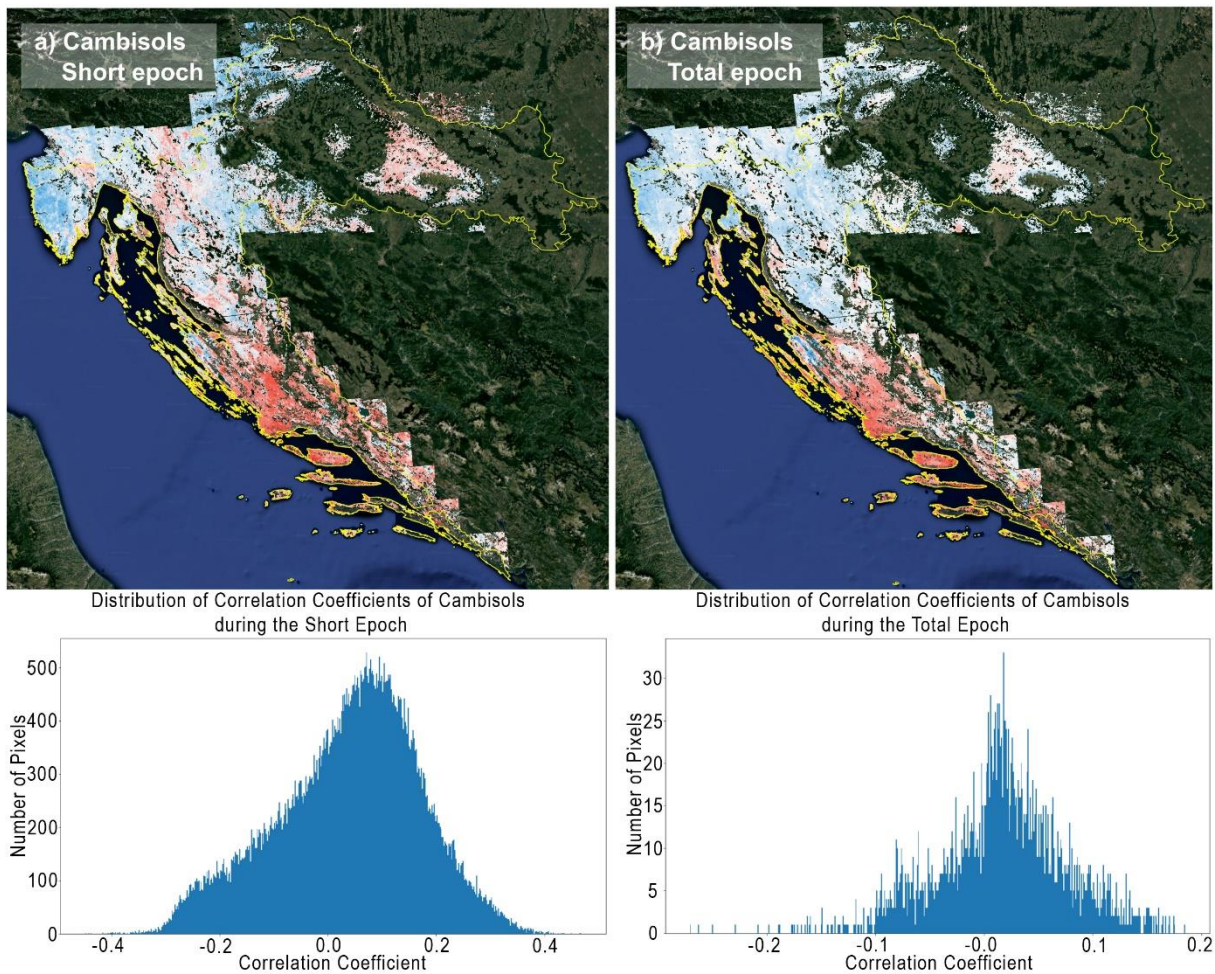 a) Cambisols
Short epoch
b) Cambisols
Total epoch
Distribution of Correlation Coefficients of Cambisols
during the Short Epoch
Number of Pixels
500
400
300
200
100
0
-0.4
-0.2
0.0
0.2
0.4
Correlation Coefficient
Distribution of Correlation Coefficients of Cambisols
during the Total Epoch
Number of Pixels
30
25
20
15
10
5
0
-0.2
-0.1
-0.0
0.1
0.2
Correlation Coefficient